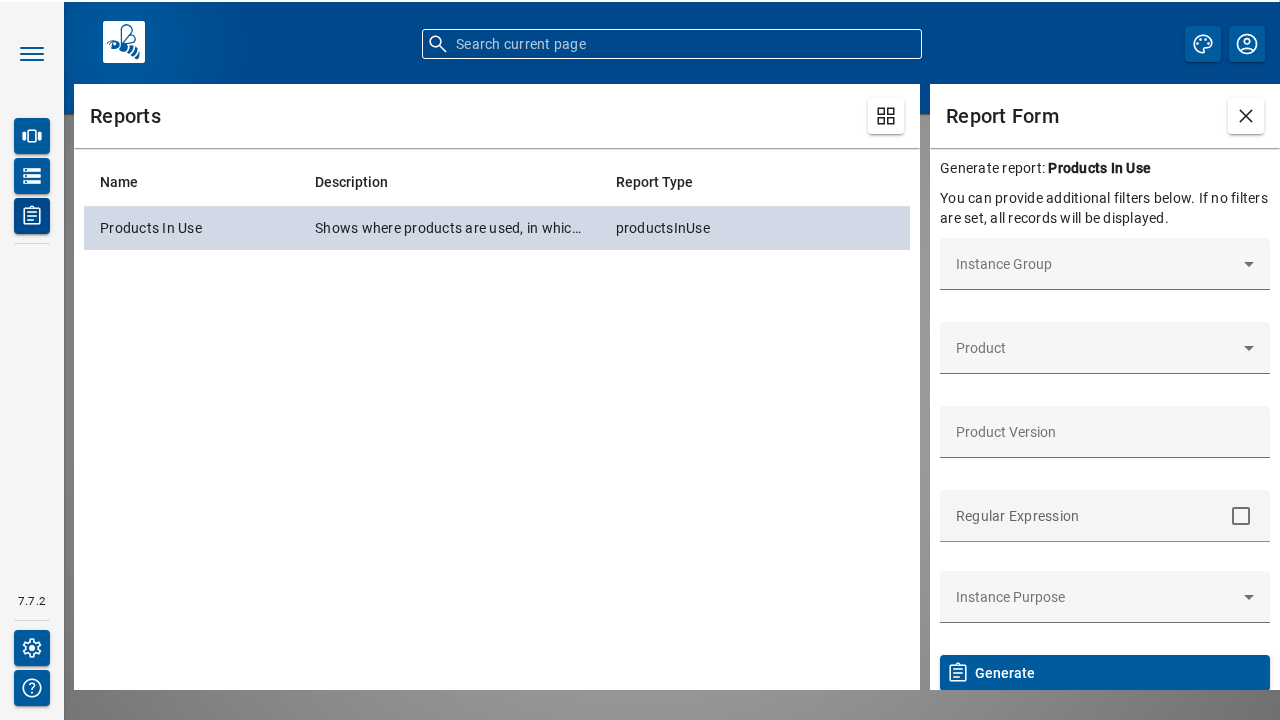 Search current page
Reports
Report Form
Generate report: Products In Use
You can provide additional filters below. If no filters
are set, all records will be displayed.
Name Description Report Type
Products In Use Shows where products are used, in whic... productsInUse
Instance Group
Product
Product Version
Regular Expression
Instance Purpose
Generate
7.7.2